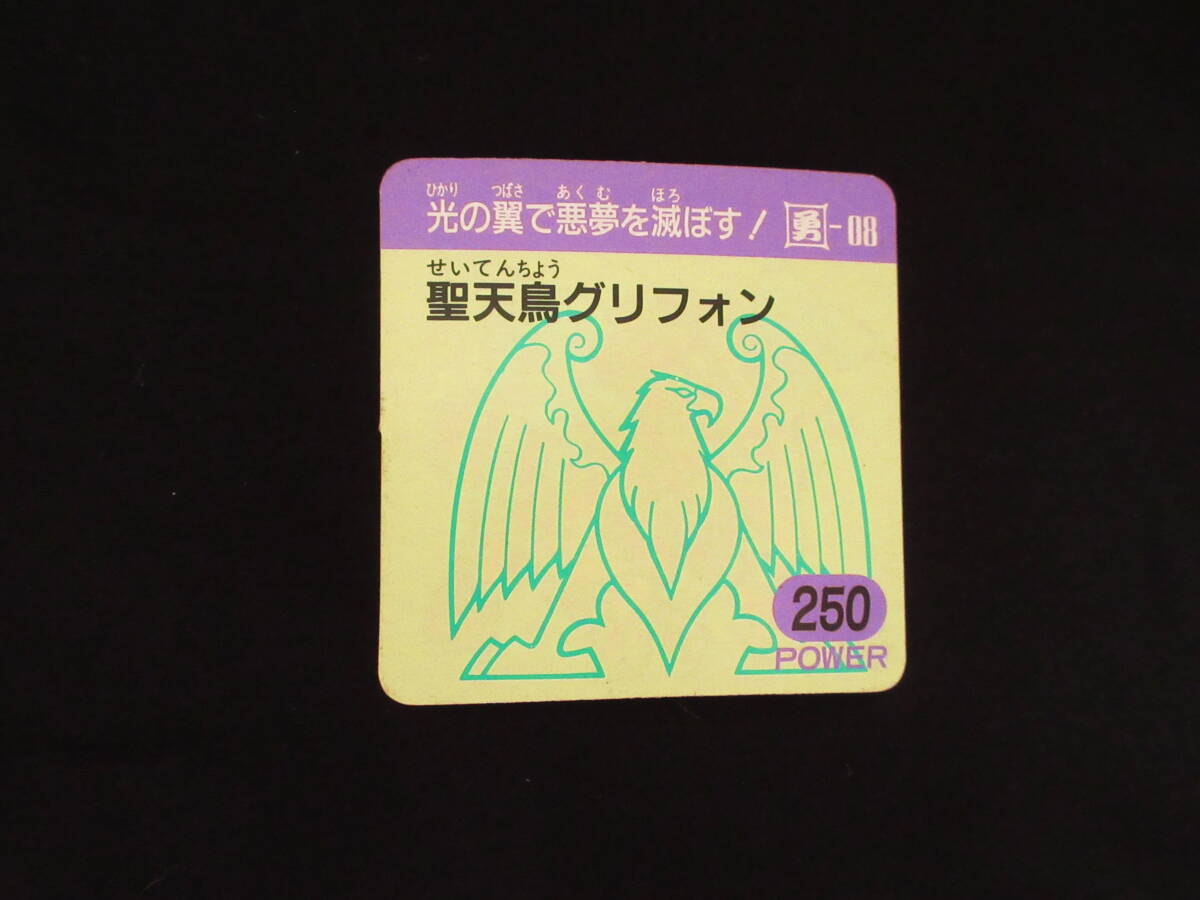 ひかり つばさ あくむ ほろ
光の翼で悪夢を滅ぼす! 勇-08
せいてんちょう
聖天鳥グリフォン
250
POWER